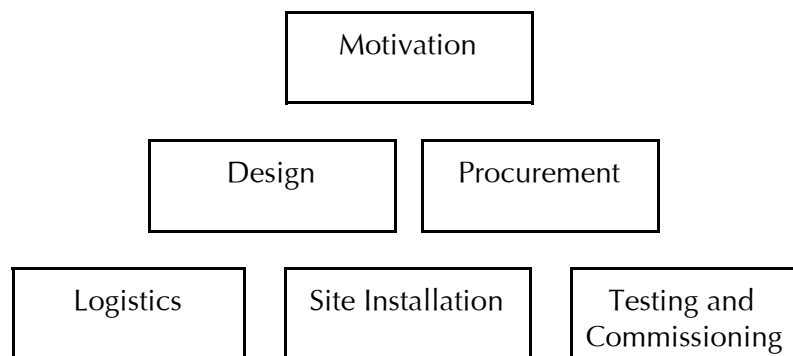 Motivation
Design
Procurement
Logistics
Site Installation
Testing and
Commissioning